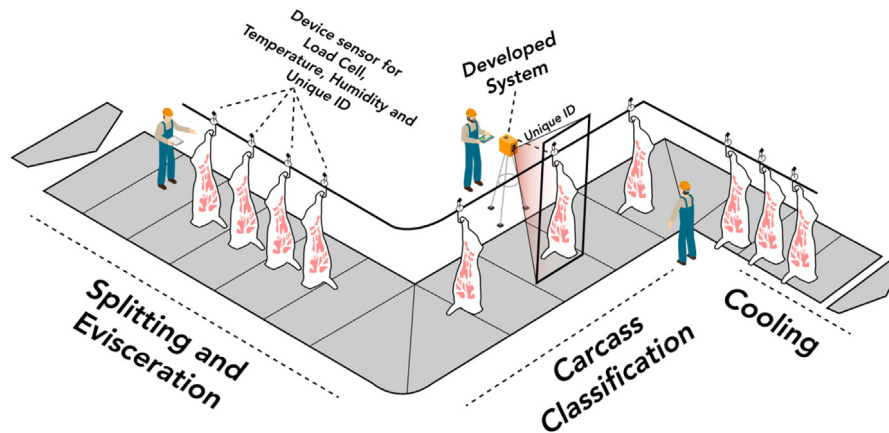 Device sensor for
Load Cell,
Temperature, Humidity and
Unique ID
Developed
System
Unique ID
Splitting and
Evisceration
Carcass
Classification
Cooling